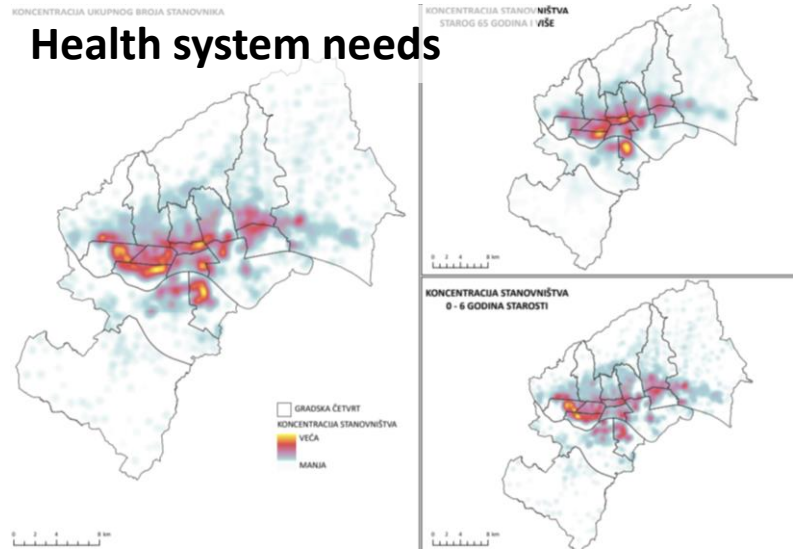 KONCENTRACIJA UKUPNOG BROJA STANOVNIKA
Health system needs
GRADSKA ČETVRT
KONCENTRACIJA STANOVNIŠTVA
VEĆA
MANJA
0 2 4 8 km
KONCENTRACIJA STANOVNIŠTVA
STAROG 65 GODINA I VIŠE
0 2 4 8 km
KONCENTRACIJA STANOVNIŠTVA
0 - 6 GODINA STAROSTI
0 2 4 8 km